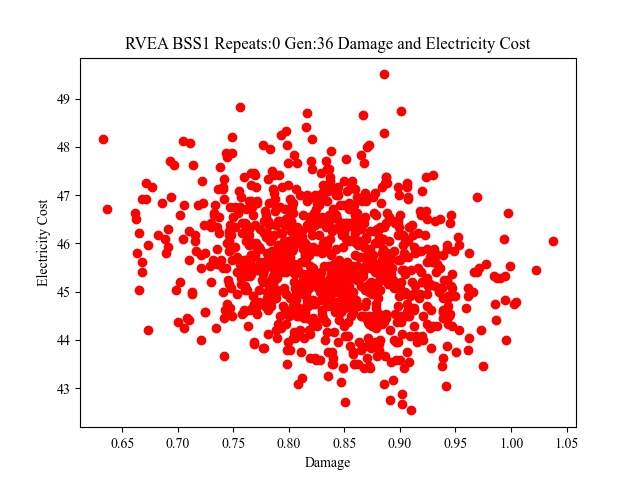 RVEA BSS1 Repeats:0 Gen:36 Damage and Electricity Cost
49
48
47
46
45
44
43
Electricity Cost
0.65 0.70 0.75 0.80 0.85 0.90 0.95 1.00 1.05
Damage